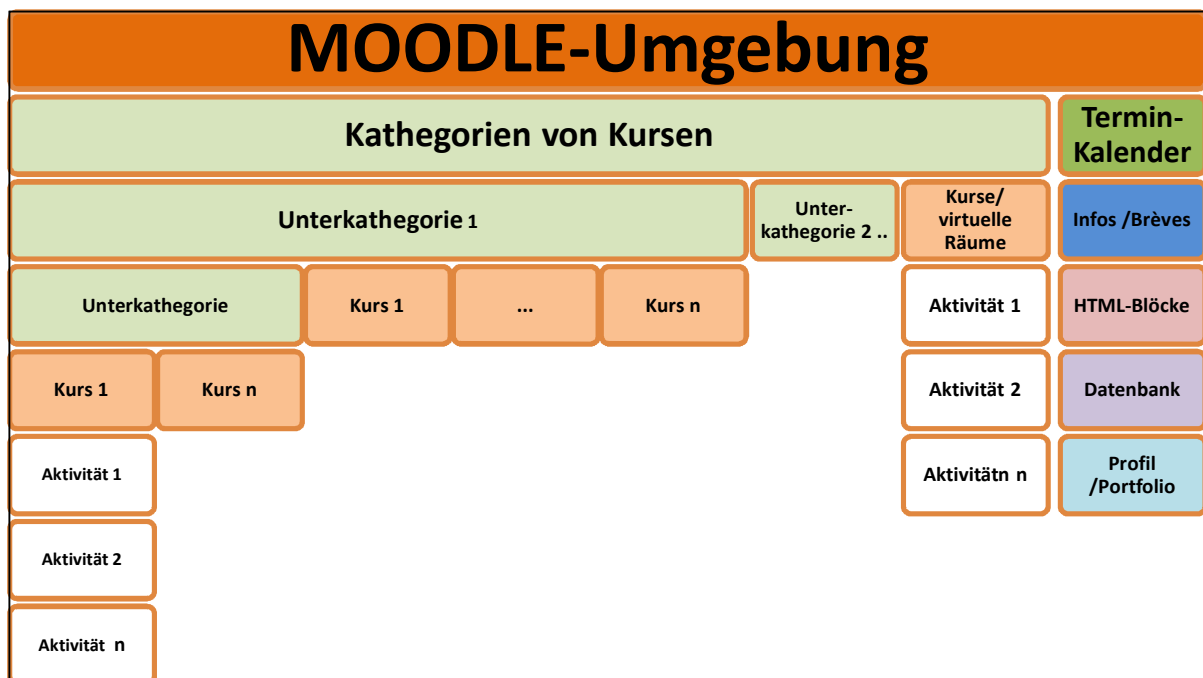 MOODLE-Umgebung
Kathegorien von Kursen
Termin-
Kalender
Unterkathegorie 1
Unter-
kathegorie 2 ..
Kurse/
virtuelle
Räume
Infos /Brèves
Unterkathegorie
Kurs 1
...
Kurs n
Aktivität 1
HTML-Blöcke
Kurs 1
Kurs n
Aktivität 2
Datenbank
Aktivität 1
Aktivitätn n
Profil
/Portfolio
Aktivität 2
Aktivität n